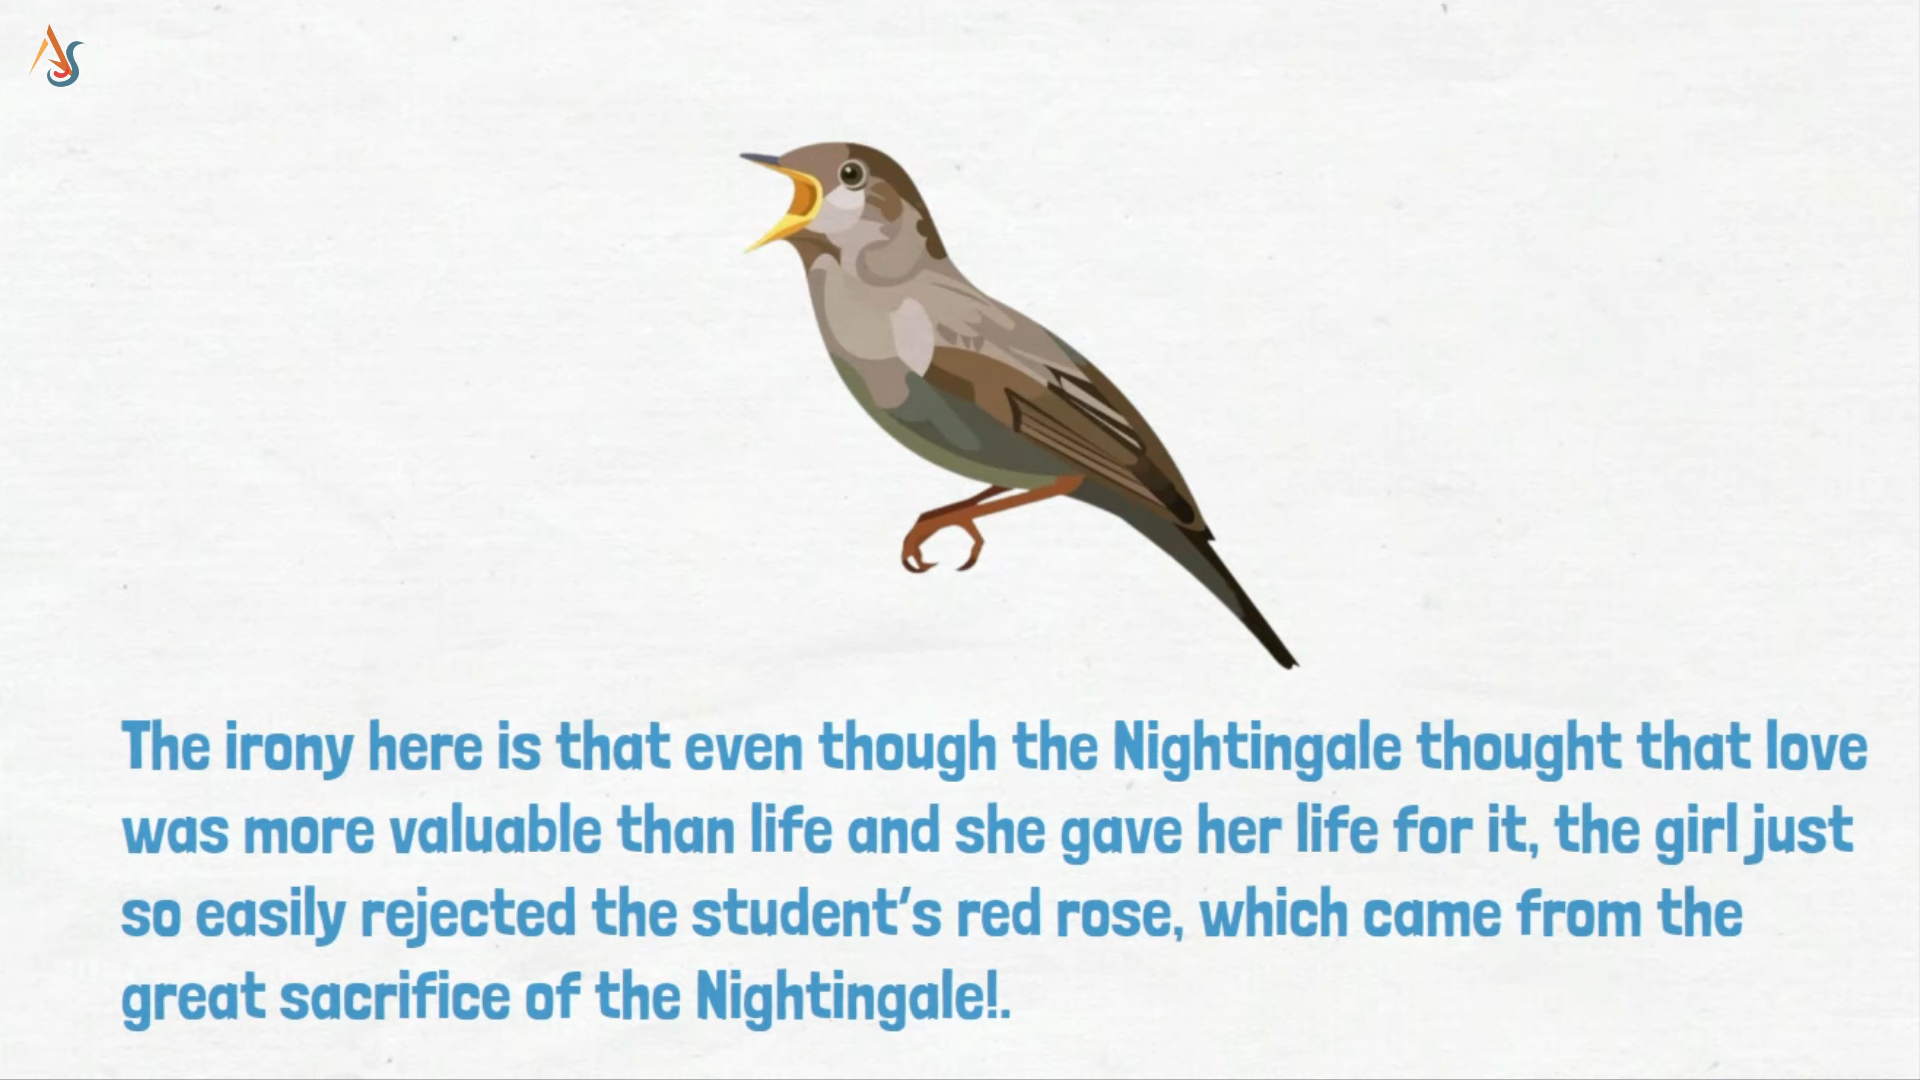 The irony here is that even though the Nightingale thought that love
was more valuable than life and she gave her life for it, the girl just
so easily rejected the student's red rose, which came from the
great sacrifice of the Nightingale!.